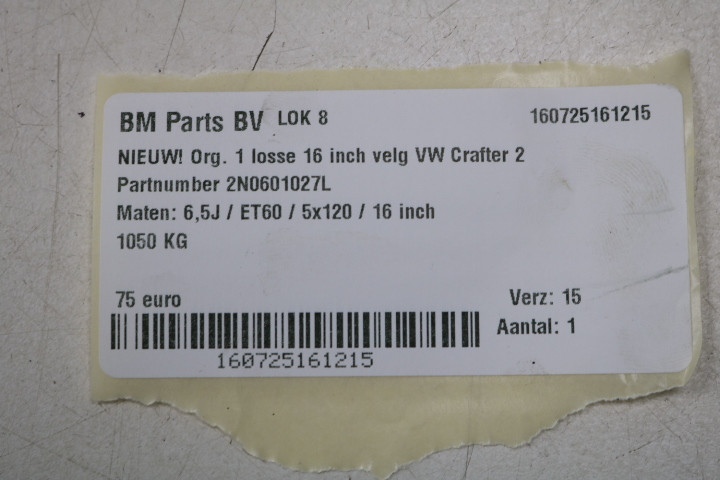 BM Parts BV LOK 8 160725161215
NIEUW! Org. 1 losse 16 inch velg VW Crafter 2
Partnumber 2N0601027L
Maten: 6,5J / ET60 / 5x120 / 16 inch
1050 KG
75 euro Verz: 15
Aantal: 1
160725161215